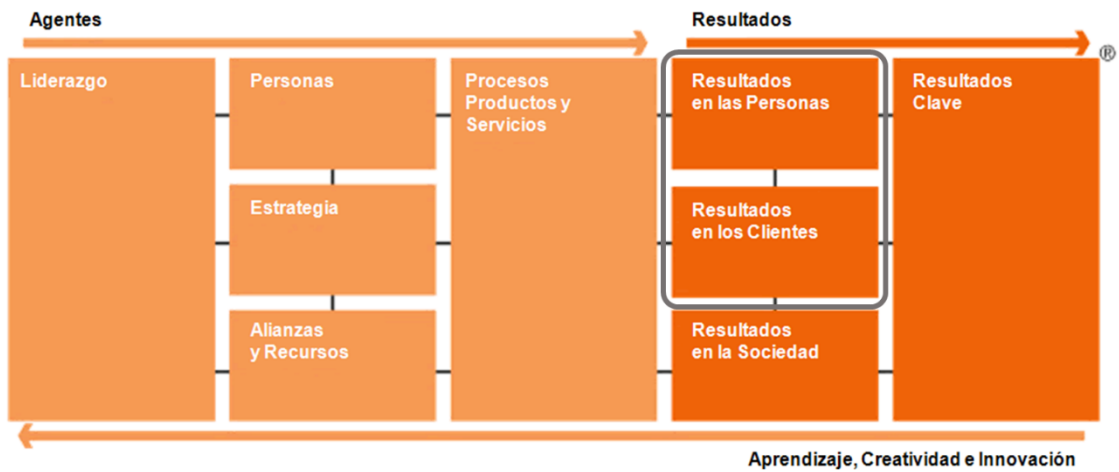 Agentes
Resultados
®
Liderazgo
Personas
Procesos
Productos y
Servicios
Resultados
en las Personas
Resultados
Clave
Estrategia
Resultados
en los Clientes
Alianzas
y Recursos
Resultados
en la Sociedad
Aprendizaje, Creatividad e Innovación